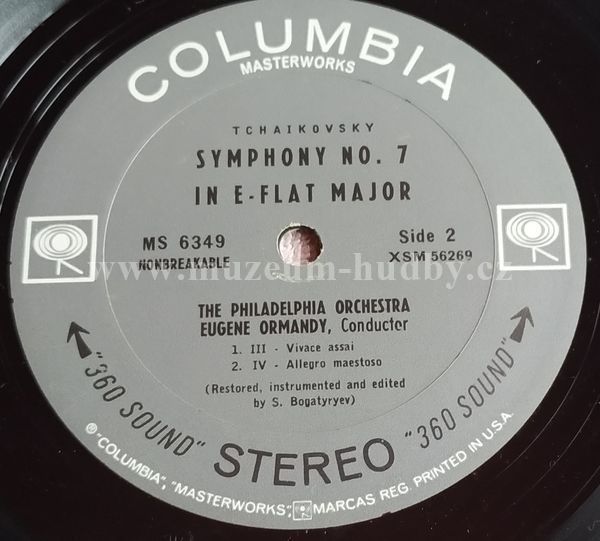 COLUMBIA
MASTERWORKS
TCHAIKOVSKY
SYMPHONY NO. 7
IN E-FLAT MAJOR
MS 6349
NONBREAKABLE
Side 2
XSM 56269
www.muzeum-hudby.cz
THE PHILADELPHIA ORCHESTRA
EUGENE ORMANDY, Conductor
1. III - Vivace assai
2. IV - Allegro maestoso
(Restored, instrumented and edited
by S. Bogatyryev)
"360 SOUND" STEREO "360 SOUND"
® "COLUMBIA", "MASTERWORKS", MARCAS REG. PRINTED IN U.S.A.